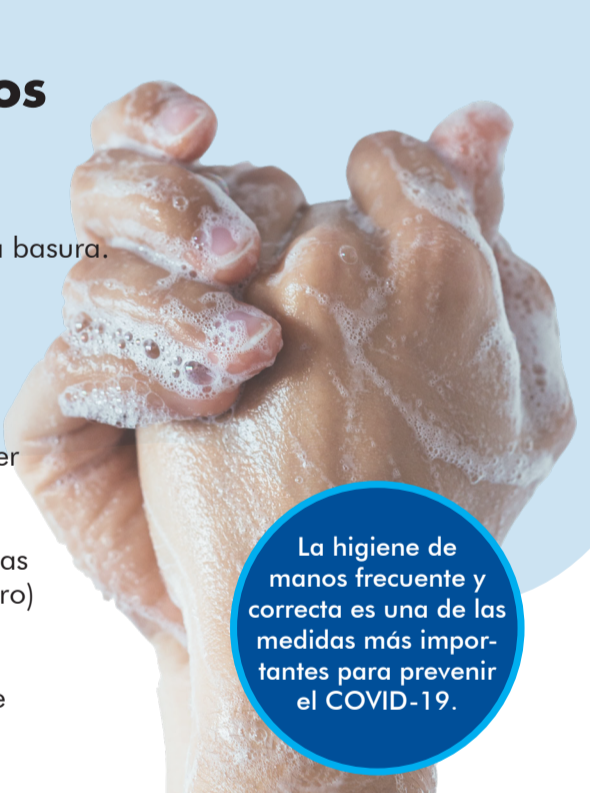 os
a basura.
er
as
ro)
e
La higiene de
manos frecuente y
correcta es una de las
medidas más impor-
tantes para prevenir
el COVID-19.